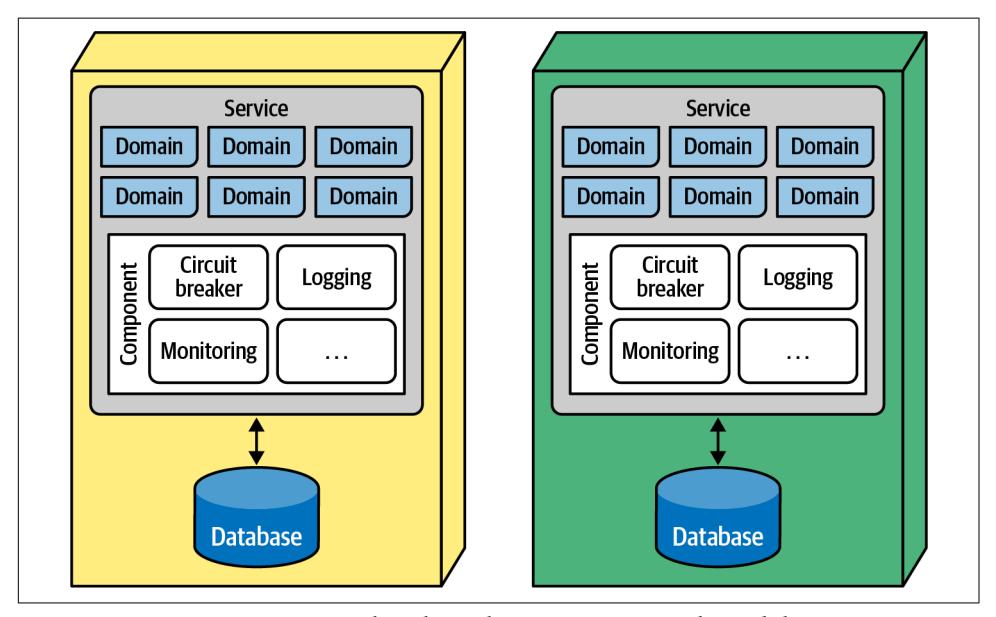 Service
Domain Domain Domain
Domain Domain Domain
Component
Circuit
breaker
Logging
Monitoring
...
Database
Service
Domain Domain Domain
Domain Domain Domain
Component
Circuit
breaker
Logging
Monitoring
...
Database